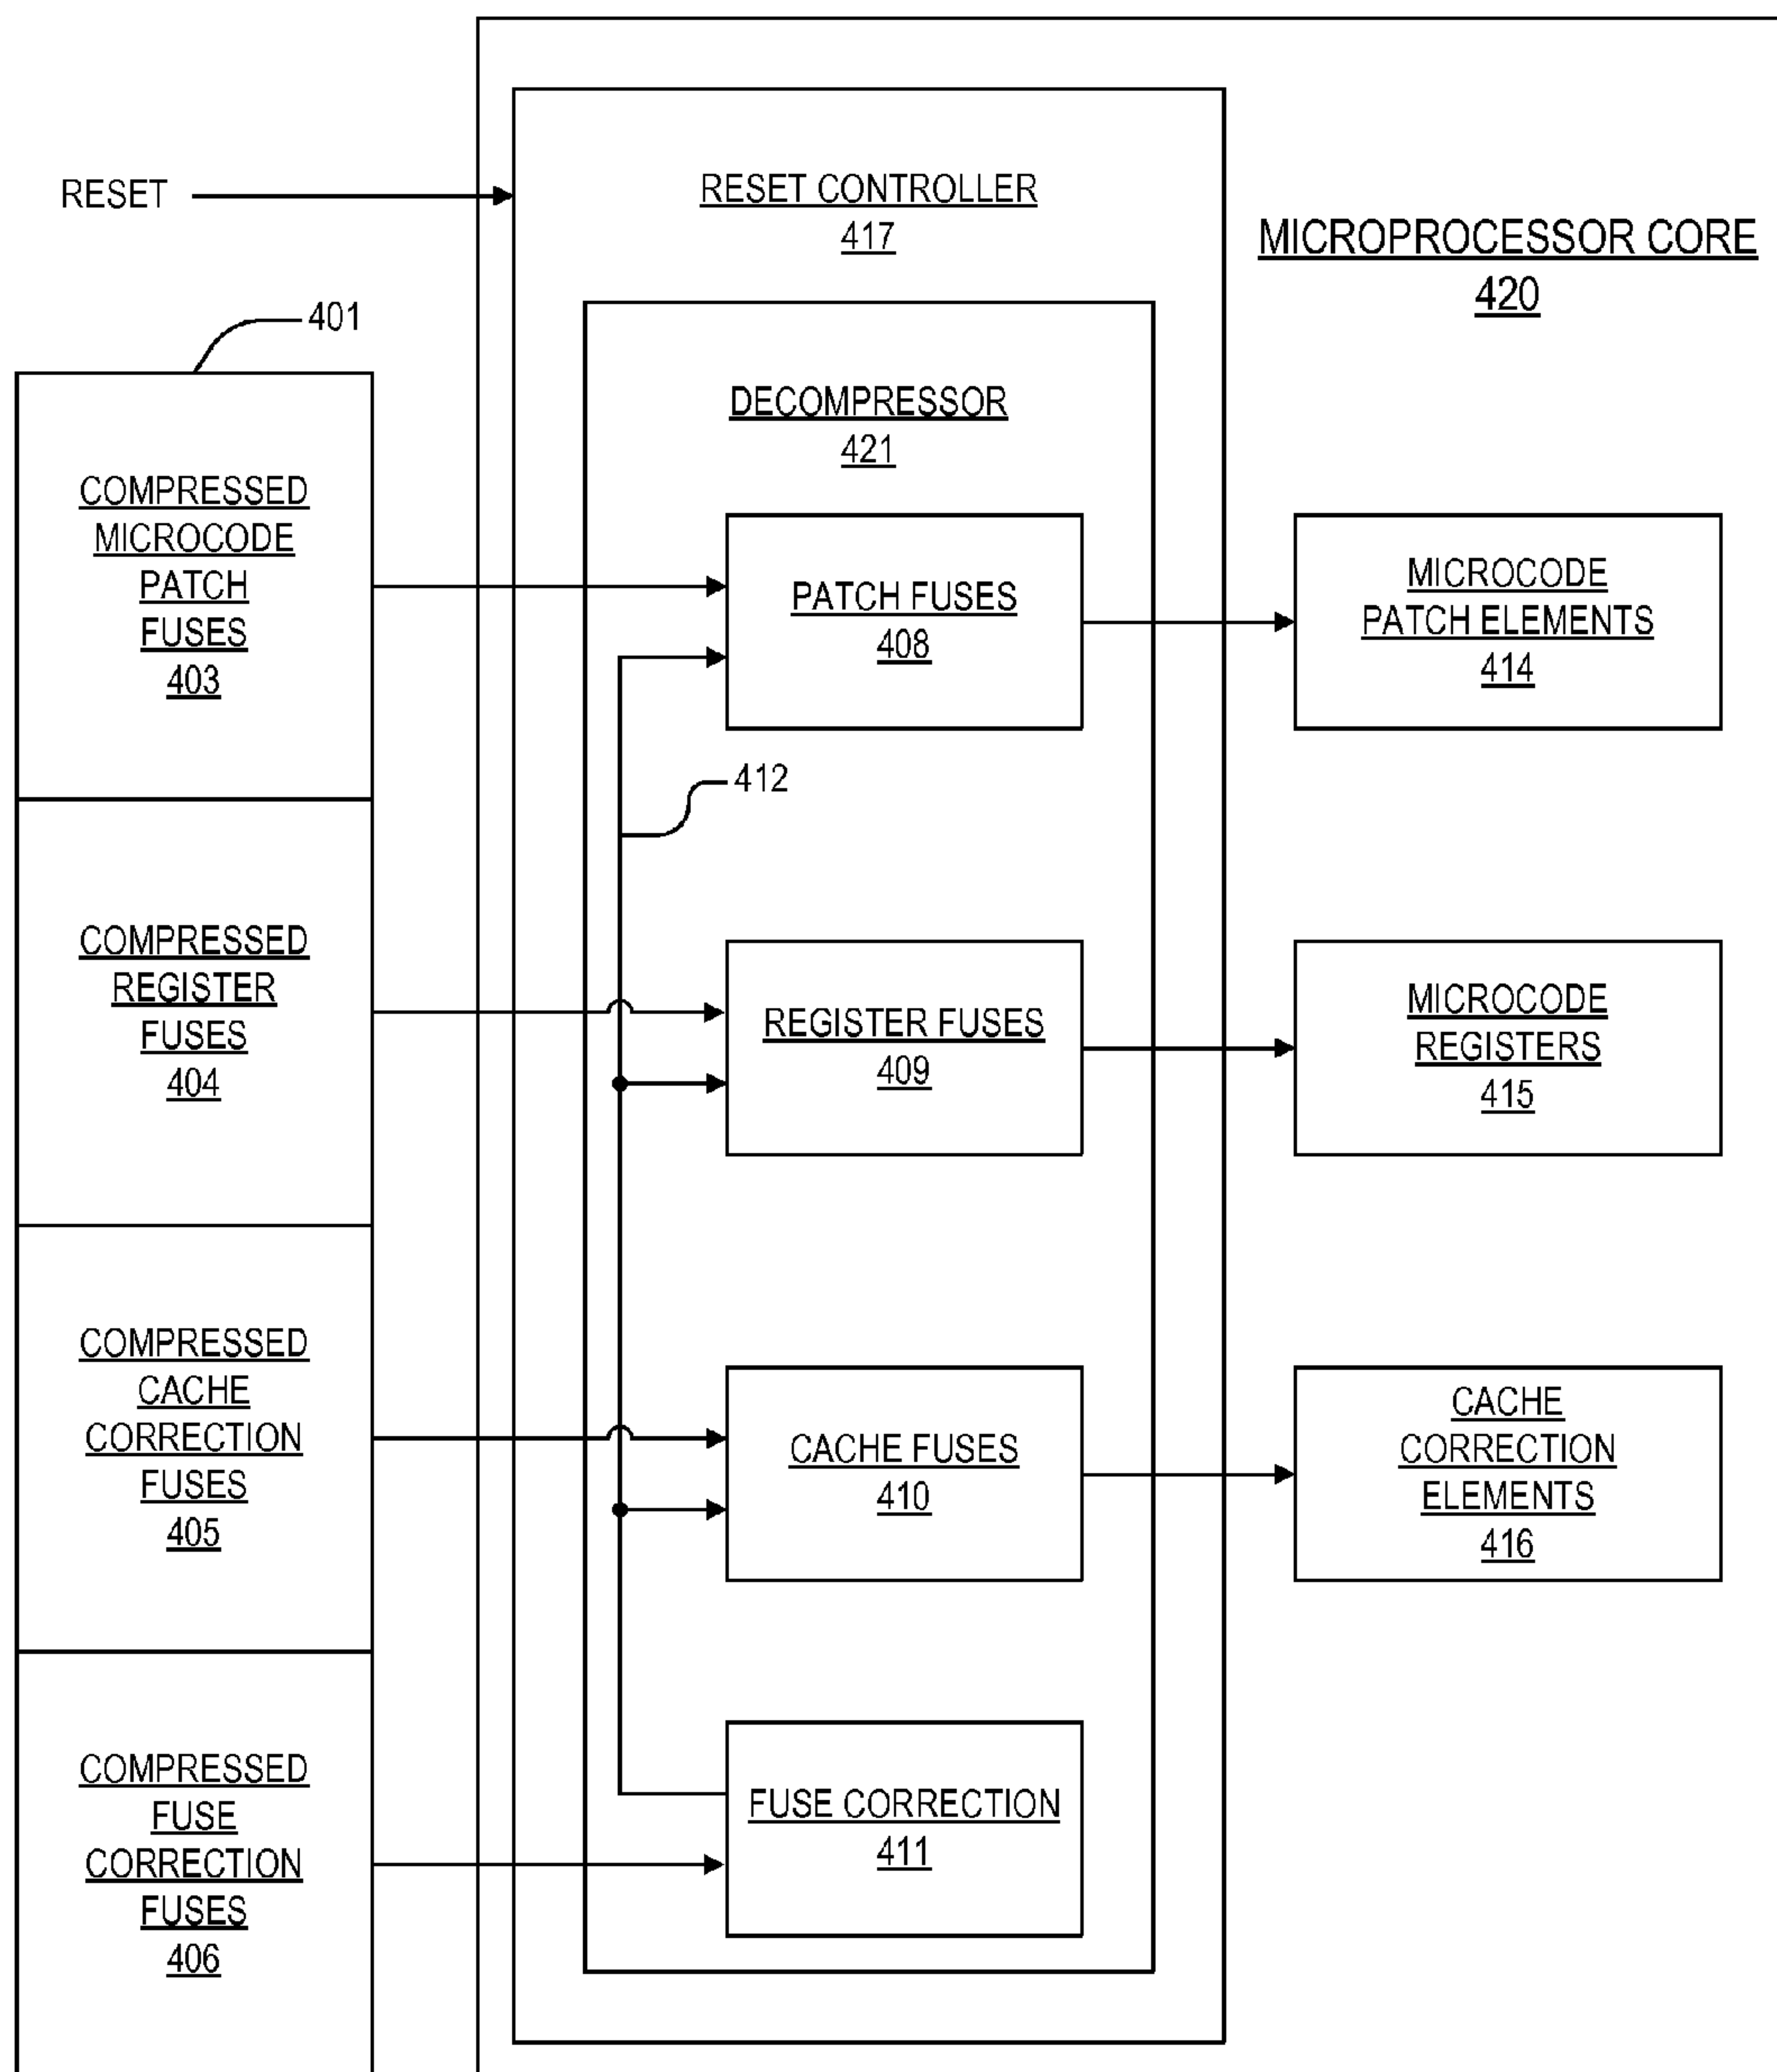 RESET
RESET CONTROLLER
417
MICROPROCESSOR CORE
420
401
DECOMPRESSOR
421
COMPRESSED
MICROCODE
PATCH
FUSES
403
PATCH FUSES
408
MICROCODE
PATCH ELEMENTS
414
412
COMPRESSED
REGISTER
FUSES
404
REGISTER FUSES
409
MICROCODE
REGISTERS
415
COMPRESSED
CACHE
CORRECTION
FUSES
405
CACHE FUSES
410
CACHE
CORRECTION
ELEMENTS
416
COMPRESSED
FUSE
CORRECTION
FUSES
406
FUSE CORRECTION
411